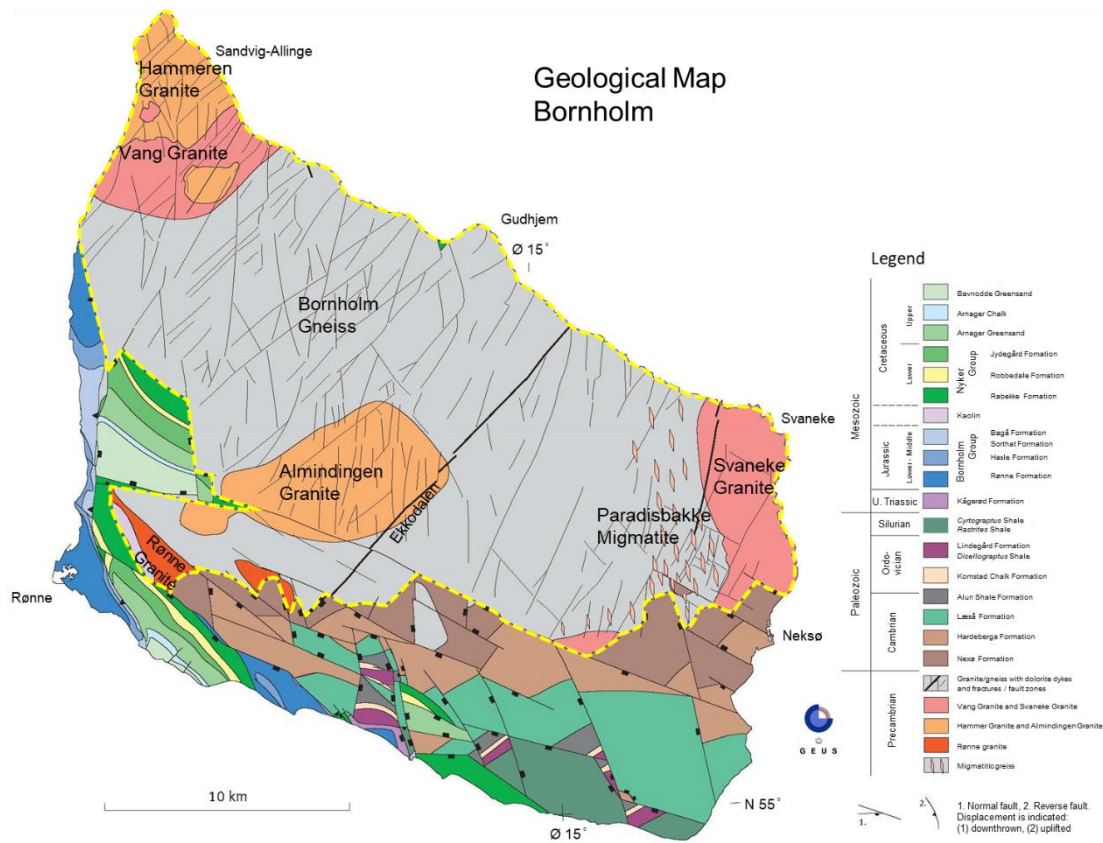 Geological Map
Bornholm
Sandvig-Allinge
Hammeren
Granite
Vang Granite
Gudhjem
Ø 15°
Bornholm
Gneiss
Svaneke
Svaneke
Granite
Almindingen
Granite
Ekkodalen
Paradisbakke
Migmatite
Rønne
Granite
Rønne
Neksø
10 km
Ø 15°
N 55°
GEUS
Legend
Mesozoic
Cretaceous
Upper
Bavnodde Greensand
Arnager Chalk
Arnager Greensand
Lower
Nyker
Group
Jydegård Formation
Robbedale Fomation
Rabekke Fomation
Kaolin
Jurassic
Lower - Middle
Bornholm
Group
Bagå Formation
Sorthat Formation
Hasle Formation
Rønne Formation
U. Triassic
Kågerød Formation
Paleozoic
Silurian
Cyrtograptus Shale
Rastrites Shale
Ordo-
vician
Lindegård Formation
Dicellograptus Shale
Komstad Chalk Formation
Cambrian
Alun Shale Formation
Læså Formation
Hardeberga Formation
Nexø Formation
Precambrian
Granite/gneiss with dolorite dykes
and fractures / fault zones
Vang Granite and Svaneke Granite
Hammer Granite and Almindingen Granite
Rønne granite
Migmatitic greiss
1.
2.
1. Normal fault, 2. Reverse fault.
Displacement is indicated:
(1) downthrown, (2) uplifted